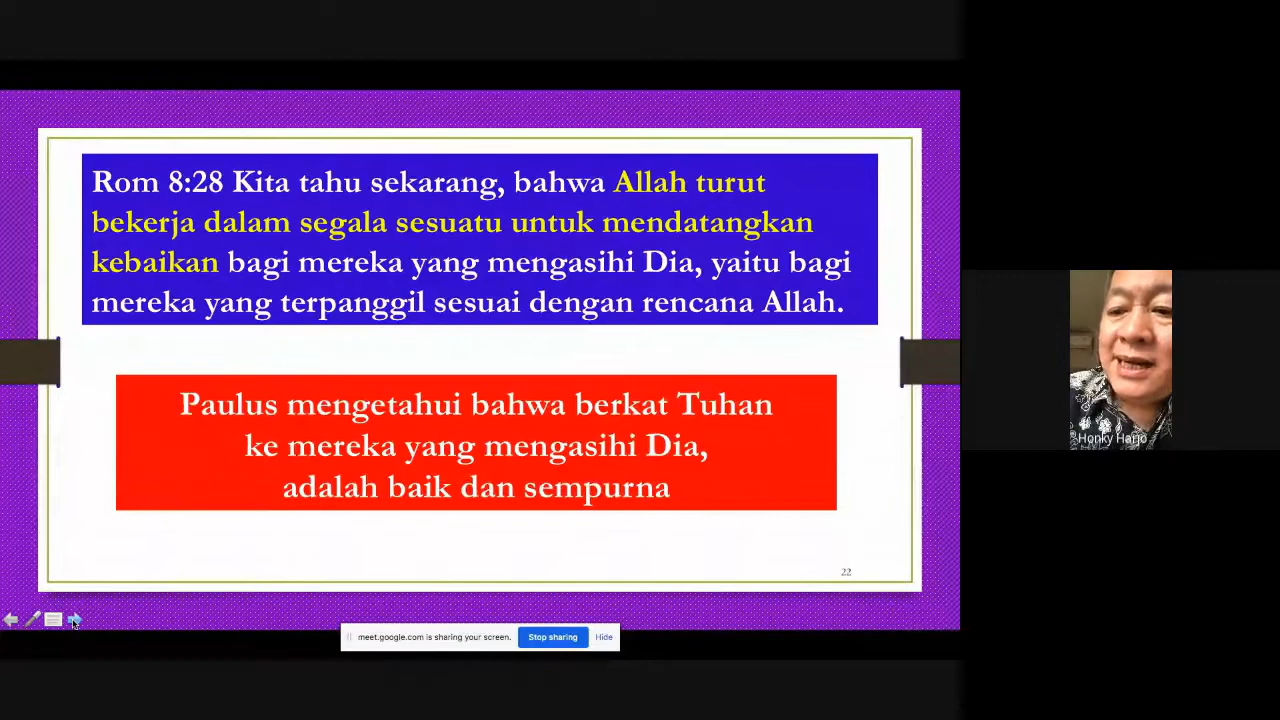 Rom 8:28 Kita tahu sekarang, bahwa Allah turut
bekerja dalam segala sesuatu untuk mendatangkan
kebaikan bagi mereka yang mengasihi Dia, yaitu bagi
mereka yang terpanggil sesuai dengan rencana Allah.
Paulus mengetahui bahwa berkat Tuhan
ke mereka yang mengasihi Dia,
adalah baik dan sempurna
22
meet.google.com is sharing your screen. Stop sharing Hide
Honky Harjo